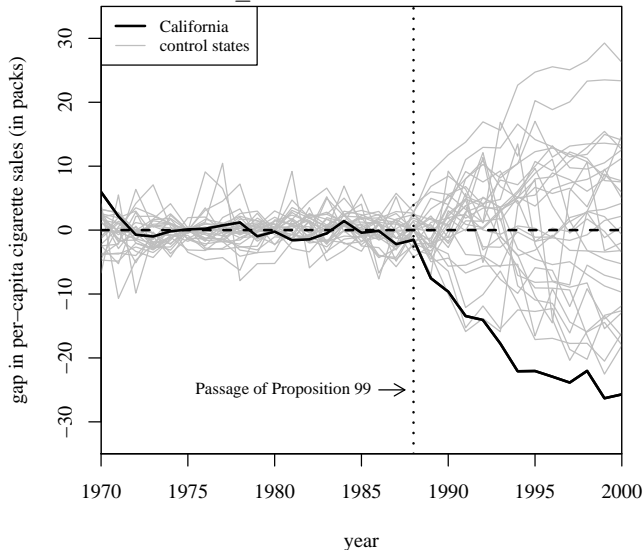 California
control states
gap in per−capita cigarette sales (in packs)
30
20
10
0
−10
−20
−30
Passage of Proposition 99
1970
1975
1980
1985
1990
1995
2000
year